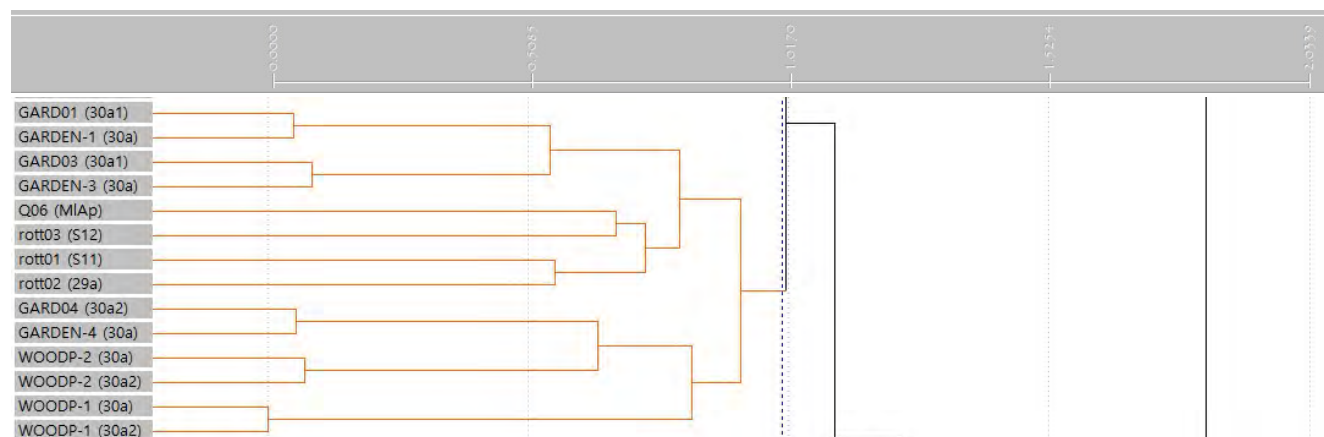 0.0000
0.5085
1.0170
1.5254
2.0339
GARD01 (30a1)
GARDEN-1 (30a)
GARD03 (30a1)
GARDEN-3 (30a)
Q06 (MlAp)
rott03 (S12)
rott01 (S11)
rott02 (29a)
GARD04 (30a2)
GARDEN-4 (30a)
WOODP-2 (30a)
WOODP-2 (30a2)
WOODP-1 (30a)
WOODP-1 (30a2)